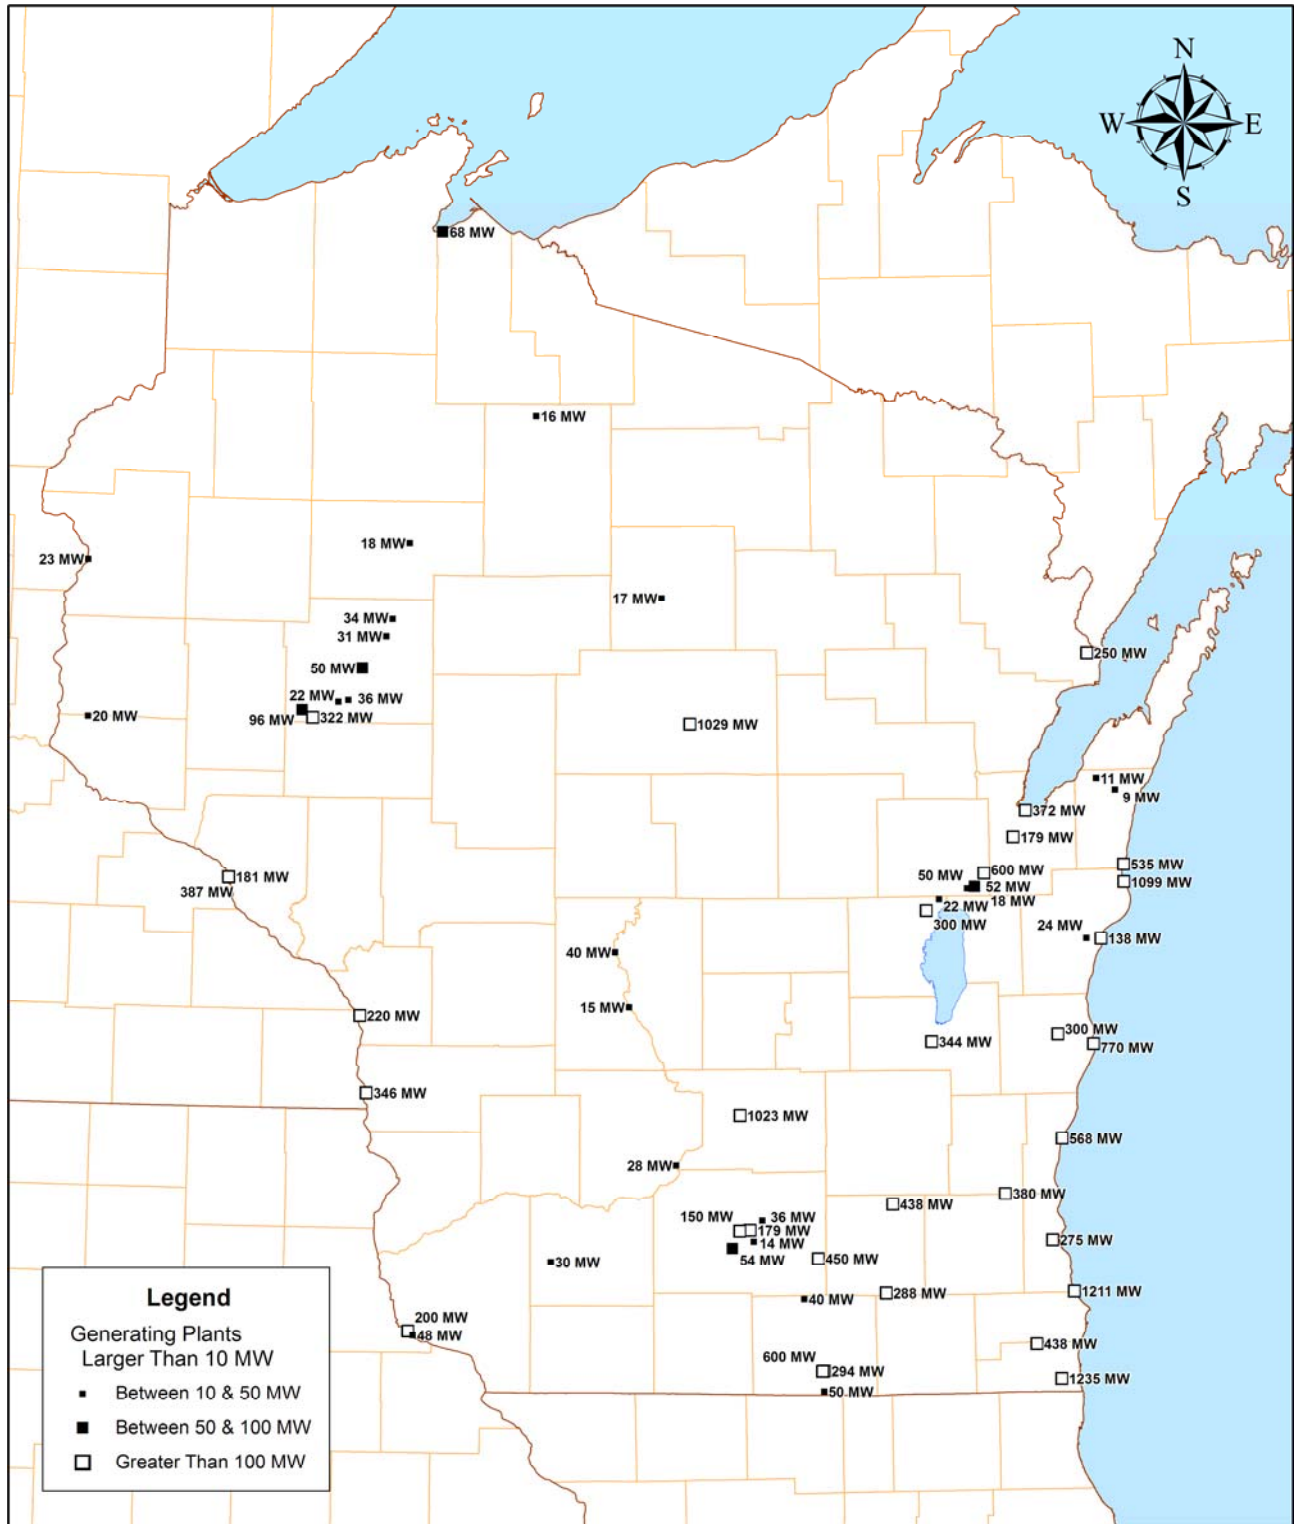 N
W
E
S
68 MW
16 MW
18 MW
23 MW
17 MW
34 MW
31 MW
250 MW
50 MW
22 MW
36 MW
20 MW
96 MW
322 MW
1029 MW
11 MW
9 MW
372 MW
179 MW
535 MW
181 MW
387 MW
50 MW
600 MW
52 MW
1099 MW
22 MW
18 MW
300 MW
24 MW
138 MW
40 MW
15 MW
220 MW
344 MW
300 MW
770 MW
346 MW
1023 MW
568 MW
28 MW
380 MW
438 MW
150 MW
36 MW
179 MW
14 MW
54 MW
450 MW
275 MW
30 MW
40 MW
288 MW
1211 MW
200 MW
48 MW
438 MW
600 MW
294 MW
1235 MW
50 MW
Legend
Generating Plants
Larger Than 10 MW
Between 10 & 50 MW
Between 50 & 100 MW
Greater Than 100 MW